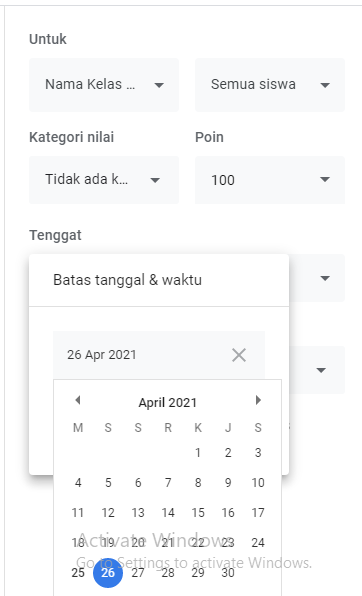 Untuk
Nama Kelas ... Semua siswa
Kategori nilai Poin
Tidak ada k... 100
Tenggat
Batas tanggal & waktu
26 Apr 2021
April 2021
M S S R K J S
1 2 3
4 5 6 7 8 9 10
11 12 13 14 15 16 17
18 19 20 21 22 23 24
Activate Windows
Go to Settings to activate Windows.
25 26 27 28 29 30